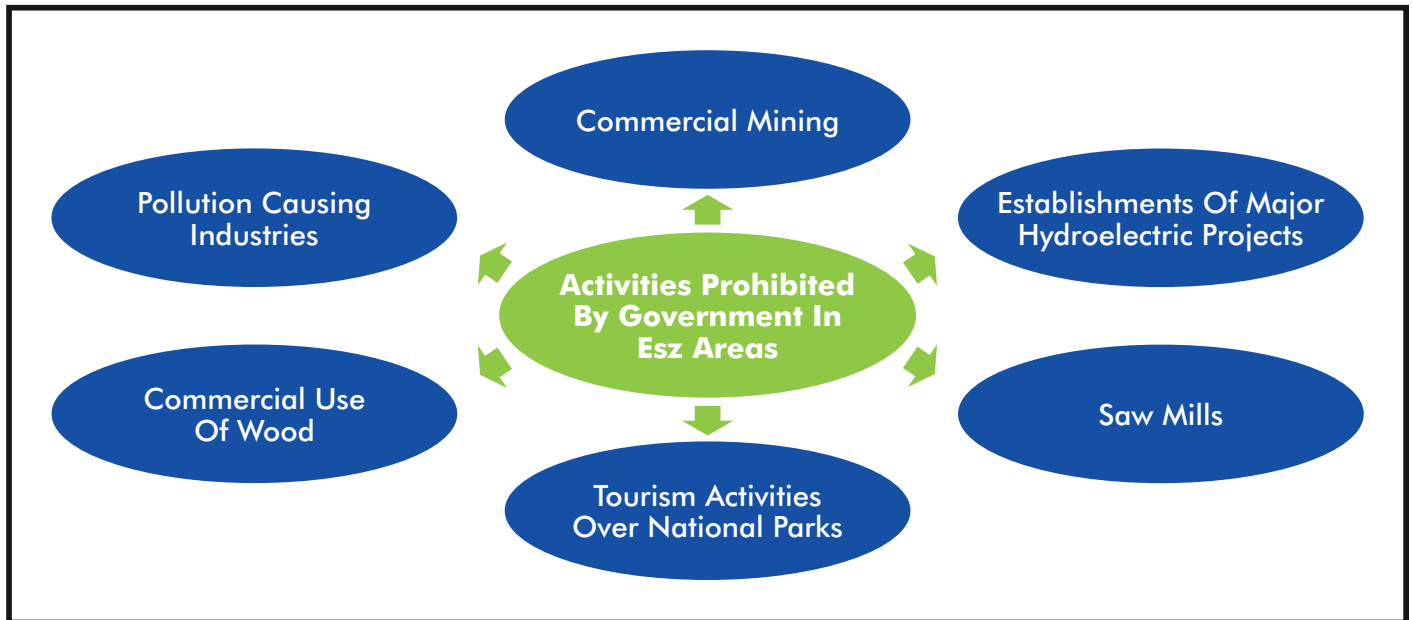 Commercial Mining
Pollution Causing
Industries
Establishments Of Major
Hydroelectric Projects
Activities Prohibited
By Government In
Esz Areas
Commercial Use
Of Wood
Saw Mills
Tourism Activities
Over National Parks